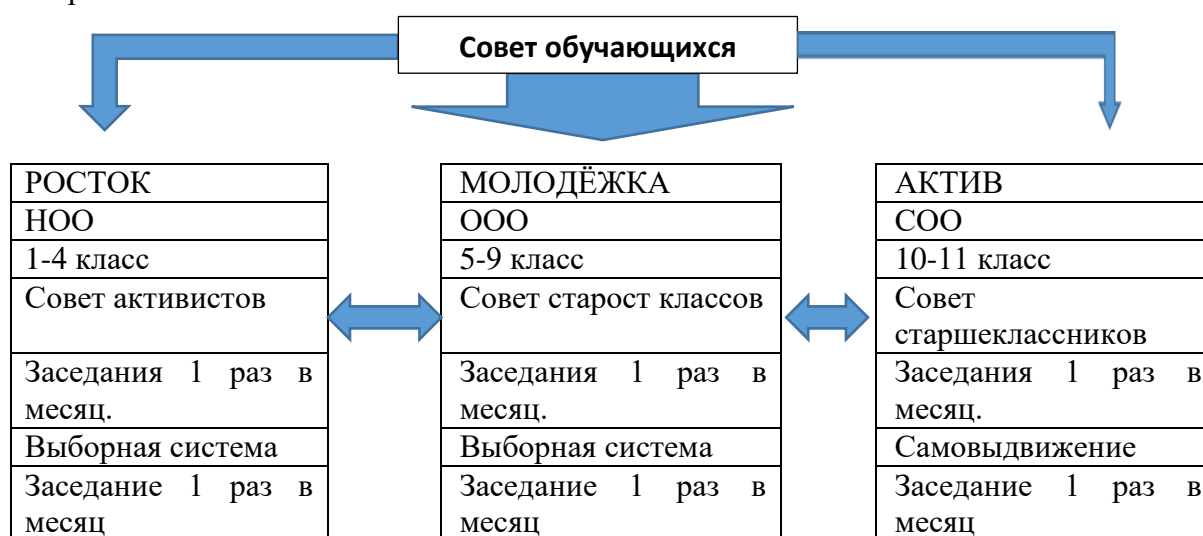 Совет обучающихся
РОСТОК
НОО
1-4 класс
Совет активистов
Заседания 1 раз в
месяц.
Выборная система
Заседание 1 раз в
месяц
МОЛОДЁЖКА
ООО
5-9 класс
Совет старост классов
Заседания 1 раз в
месяц.
Выборная система
Заседание 1 раз в
месяц
АКТИВ
СОО
10-11 класс
Совет
старшеклассников
Заседания 1 раз в
месяц.
Самовыдвижение
Заседание 1 раз в
месяц